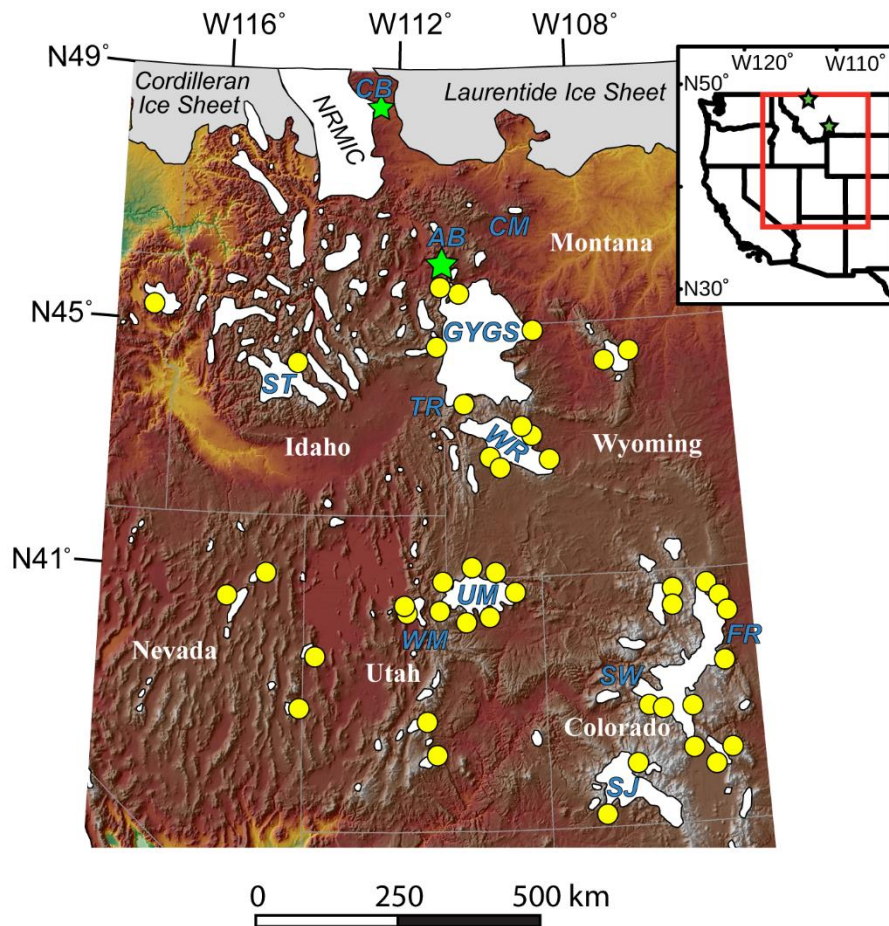 W116° W112° W108°
N49°
Cordilleran
Ice Sheet
NRMIC
CB
Laurentide Ice Sheet
W120° W110°
N50°
N30°
CM
AB
Montana
N45°
GYGS
ST
TR
WR
Idaho
Wyoming
N41°
UM
WM
FR
Nevada
Utah
SW
Colorado
SJ
0 250 500 km